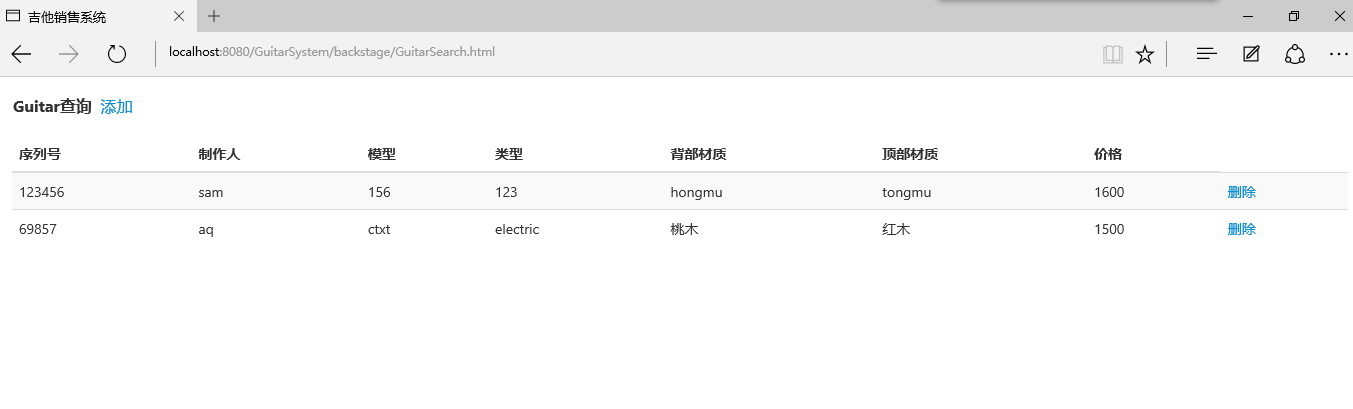 吉他销售系统
localhost:8080/GuitarSystem/backstage/GuitarSearch.html
Guitar查询 添加
序列号 制作人 模型 类型 背部材质 顶部材质 价格
123456 sam 156 123 hongmu tongmu 1600 删除
69857 aq ctxt electric 桃木 红木 1500 删除